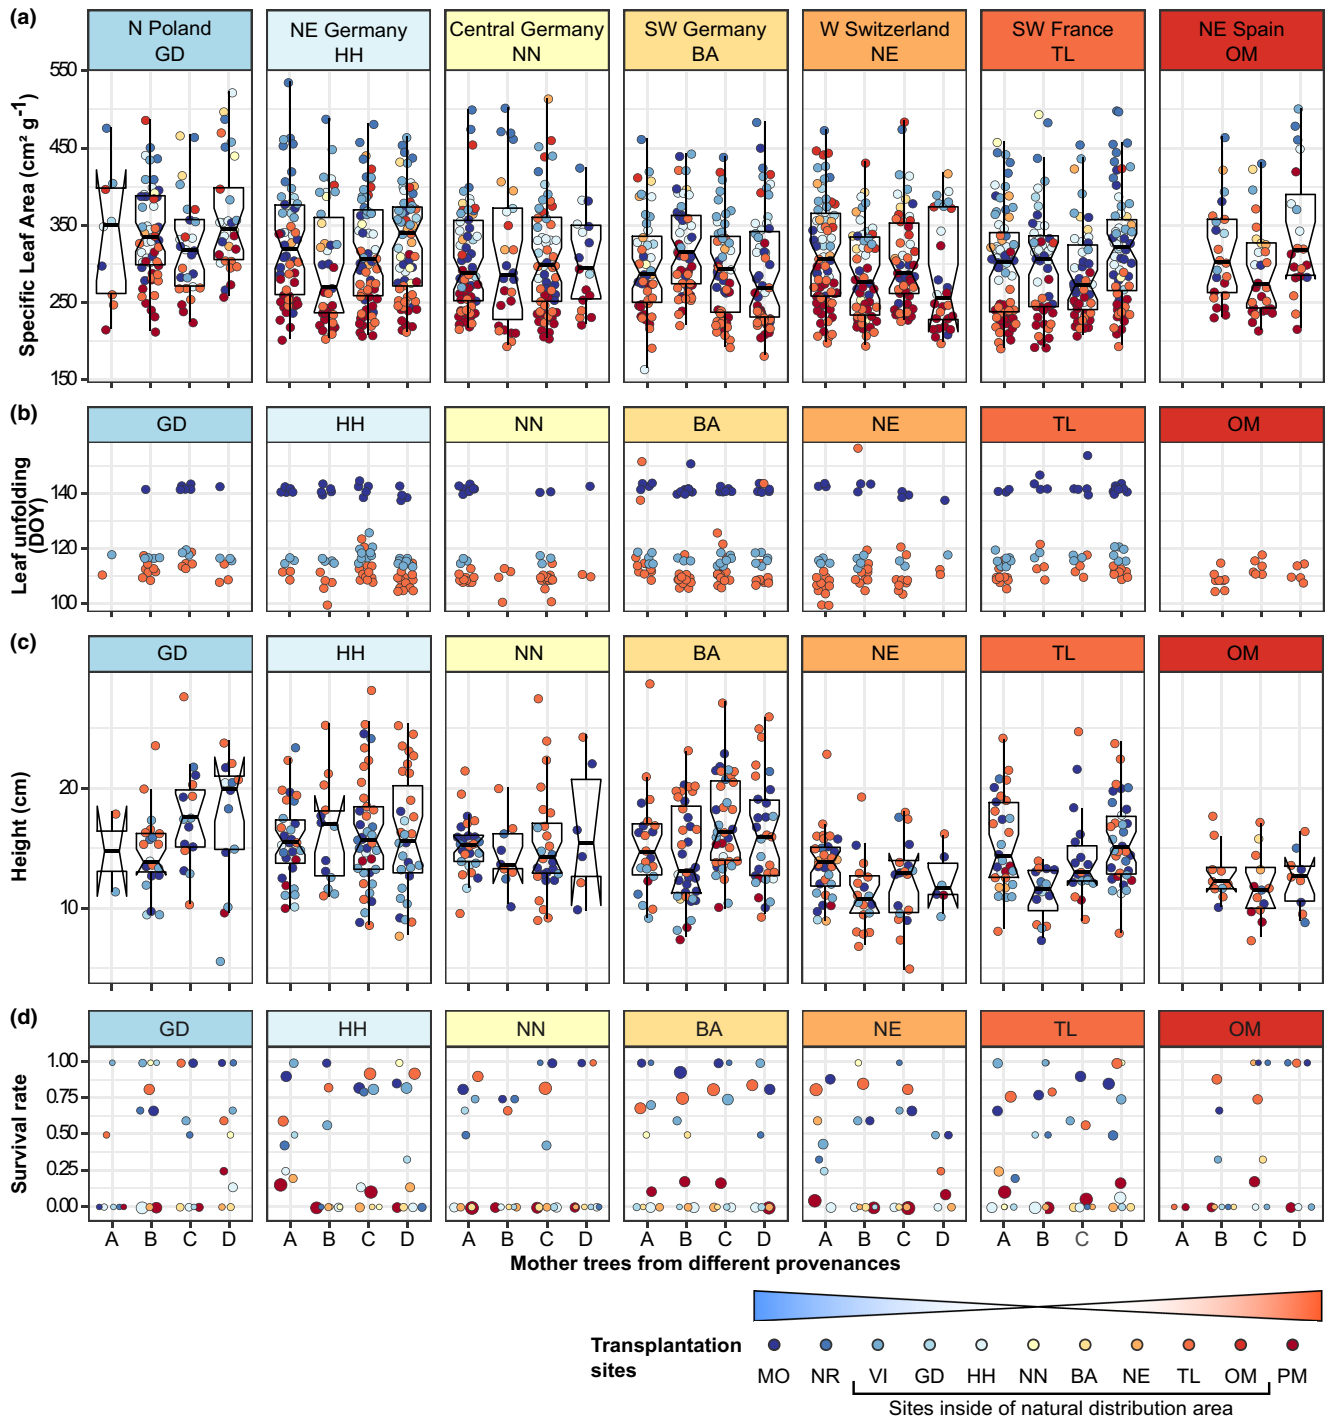 (a)
N Poland
GD
NE Germany
HH
Central Germany
NN
SW Germany
BA
W Switzerland
NE
SW France
TL
NE Spain
OM
Specific Leaf Area (cm² g⁻¹)
550
450
350
250
150
(b)
GD
HH
NN
BA
NE
TL
OM
Leaf unfolding
(DOY)
140
120
100
(c)
GD
HH
NN
BA
NE
TL
OM
Height (cm)
20
10
(d)
GD
HH
NN
BA
NE
TL
OM
Survival rate
1.00
0.75
0.50
0.25
0.00
A B C D
A B C D
A B C D
A B C D
A B C D
A B C D
A B C D
Mother trees from different provenances
Transplantation
sites
MO NR VI GD HH NN BA NE TL OM PM
Sites inside of natural distribution area